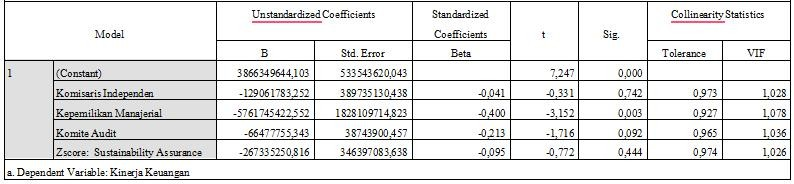 Model Unstandardized Coefficients Standardized Coefficients t Sig. Collinearity Statistics
B Std. Error Beta Tolerance VIF
1 (Constant) 3866349644,103 533543620,043 7,247 0,000
Komisaris Independen -129061783,252 389735130,438 -0,041 -0,331 0,742 0,973 1,028
Kepemilikan Manajerial -5761745422,552 1828109714,823 -0,400 -3,152 0,003 0,927 1,078
Komite Audit -66477755,343 38743900,457 -0,213 -1,716 0,092 0,965 1,036
Zscore: Sustainability Assurance -267335250,816 346397083,638 -0,095 -0,772 0,444 0,974 1,026
a. Dependent Variable: Kinerja Keuangan